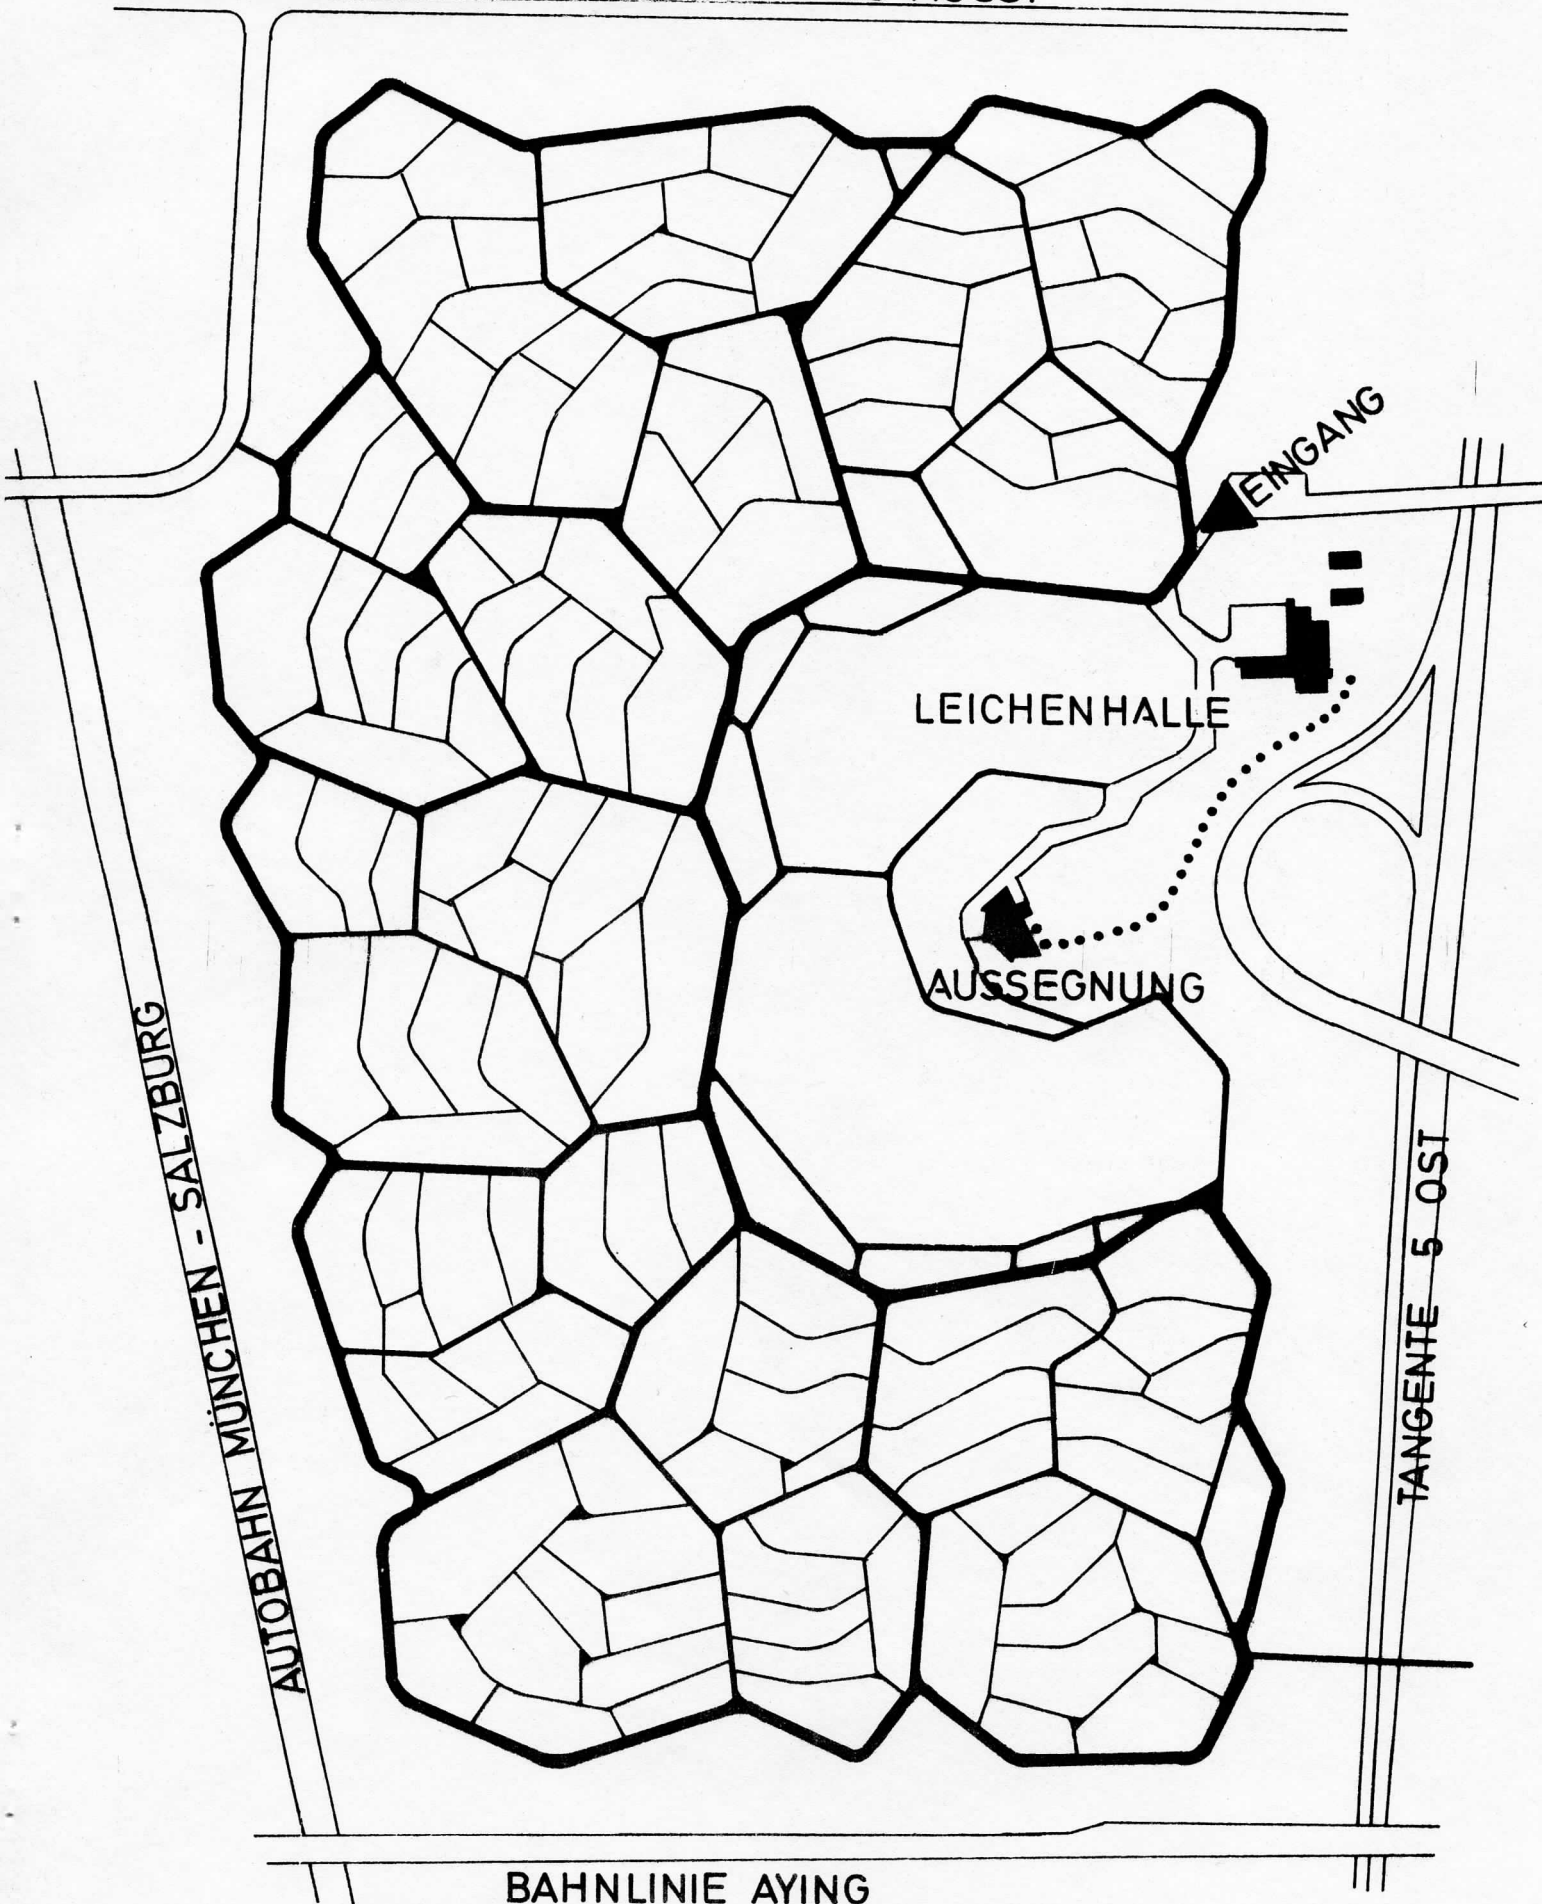 EINGANG
LEICHENHALLE
AUSSEGNUNG
AUTOBAHN MÜNCHEN - SALZBURG
TANGENTE 5 OST
BAHNLINIE AYING